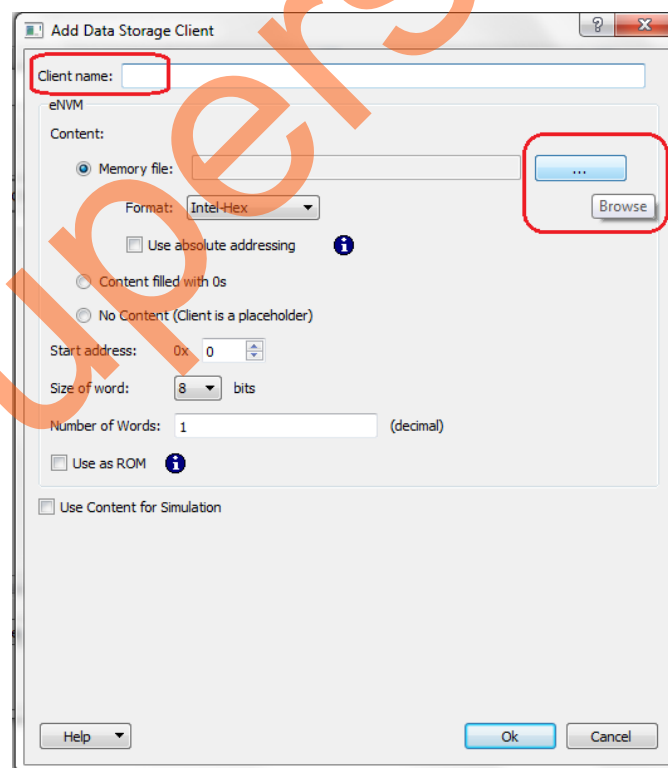 Add Data Storage Client
Client name:
eNVM
Content:
Memory file:
...
Browse
Format: Intel-Hex
Use absolute addressing
Content filled with 0s
No Content (Client is a placeholder)
Start address: 0x 0
Size of word: 8 bits
Number of Words: 1 (decimal)
Use as ROM
Use Content for Simulation
Help
Ok
Cancel